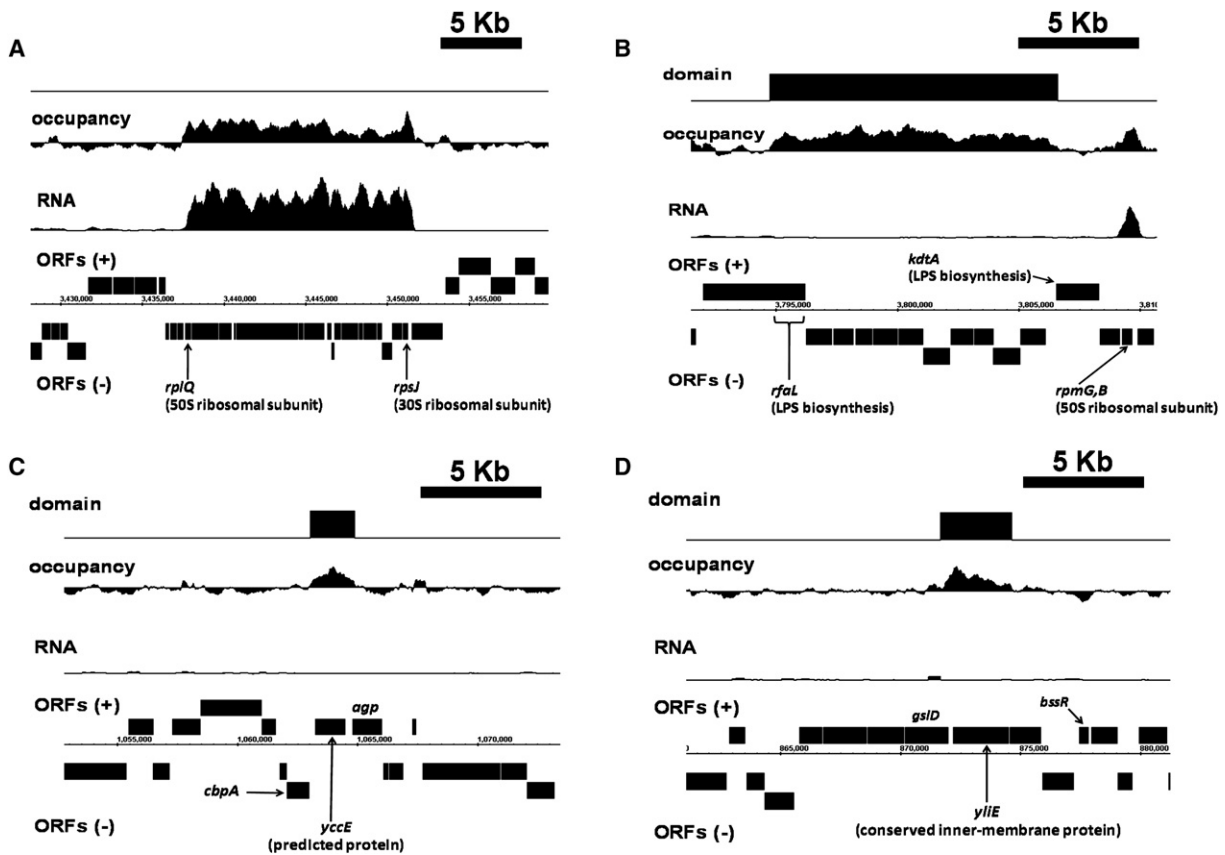 A
5 Kb
occupancy
RNA
ORFs (+)
3,430,000 3,435,000 3,440,000 3,445,000 3,450,000 3,455,000
ORFs (-)
rplQ
(50S ribosomal subunit)
rpsJ
(30S ribosomal subunit)
B
5 Kb
domain
occupancy
RNA
ORFs (+)
kdtA
(LPS biosynthesis)
3,795,000 3,800,000 3,805,000 3,810
ORFs (-)
rfaL
(LPS biosynthesis)
rpmG,B
(50S ribosomal subunit)
C
5 Kb
domain
occupancy
RNA
ORFs (+)
agp
1,055,000 1,060,000 1,065,000 1,070,000
cbpA
ORFs (-)
yccE
(predicted protein)
D
5 Kb
domain
occupancy
RNA
ORFs (+)
gslD
bssR
865,000 870,000 875,000 880,000
ORFs (-)
yliE
(conserved inner-membrane protein)